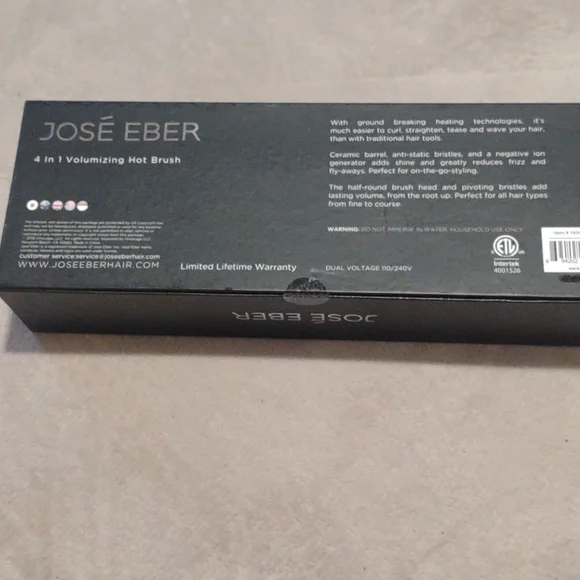 JOSÉ EBER
4 In 1 Volumizing Hot Brush
With ground breaking heating technologies, it's
much easier to curl, straighten, tease and wave your hair,
than with traditional hair tools.
Ceramic barrel, anti-static bristles, and a negative ion
generator adds shine and greatly reduces frizz and
fly-aways. Perfect for on-the-go-styling.
The half-round brush head and pivoting bristles add
lasting volume, from the root up. Perfect for all hair types
from fine to course.
WARNING: DO NOT IMMERSE IN WATER, HOUSEHOLD USE ONLY
customer service:service@joseeberhair.com
WWW.JOSEEBERHAIR.COM
Limited Lifetime Warranty
DUAL VOLTAGE 110/240V
ETL
Intertek
4001526
JOSÉ EBER